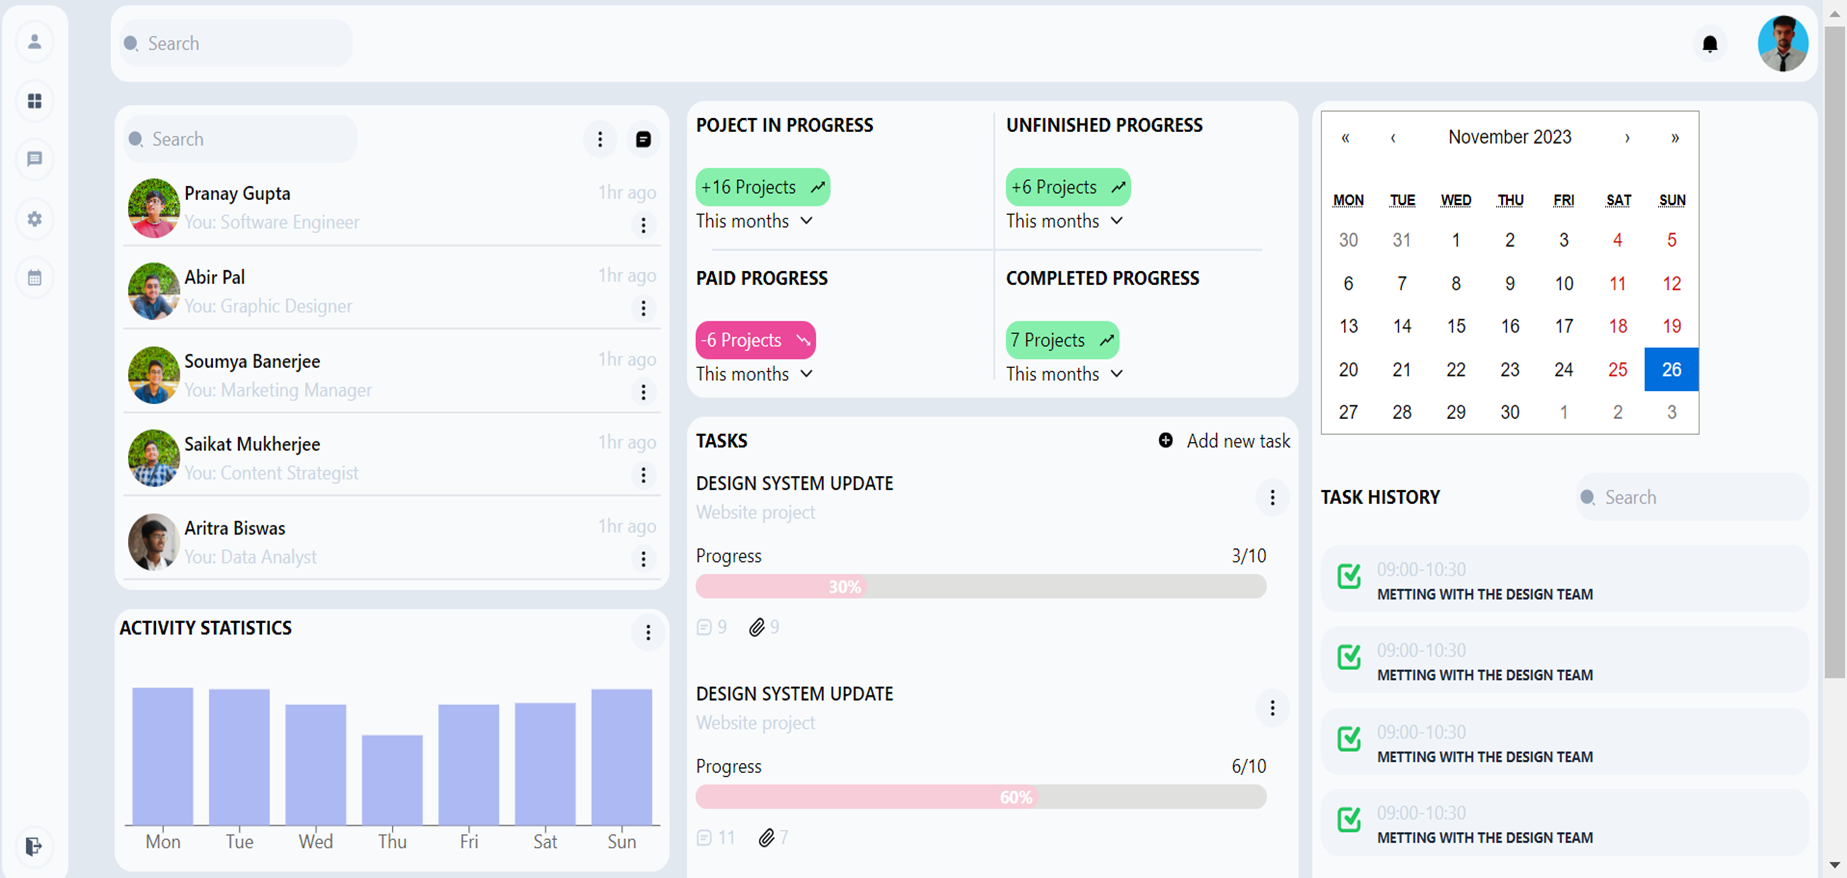 Search
Search
Pranay Gupta
1hr ago
You: Software Engineer
Abir Pal
1hr ago
You: Graphic Designer
Soumya Banerjee
1hr ago
You: Marketing Manager
Saikat Mukherjee
1hr ago
You: Content Strategist
Aritra Biswas
1hr ago
You: Data Analyst
ACTIVITY STATISTICS
Mon Tue Wed Thu Fri Sat Sun
POJECT IN PROGRESS
+16 Projects
This months
UNFINISHED PROGRESS
+6 Projects
This months
PAID PROGRESS
-6 Projects
This months
COMPLETED PROGRESS
7 Projects
This months
TASKS
Add new task
DESIGN SYSTEM UPDATE
Website project
Progress 3/10
30%
9 9
DESIGN SYSTEM UPDATE
Website project
Progress 6/10
60%
11 7
« ‹ November 2023 › »
MON TUE WED THU FRI SAT SUN
30 31 1 2 3 4 5
6 7 8 9 10 11 12
13 14 15 16 17 18 19
20 21 22 23 24 25 26
27 28 29 30 1 2 3
TASK HISTORY
Search
09:00-10:30
METTING WITH THE DESIGN TEAM
09:00-10:30
METTING WITH THE DESIGN TEAM
09:00-10:30
METTING WITH THE DESIGN TEAM
09:00-10:30
METTING WITH THE DESIGN TEAM